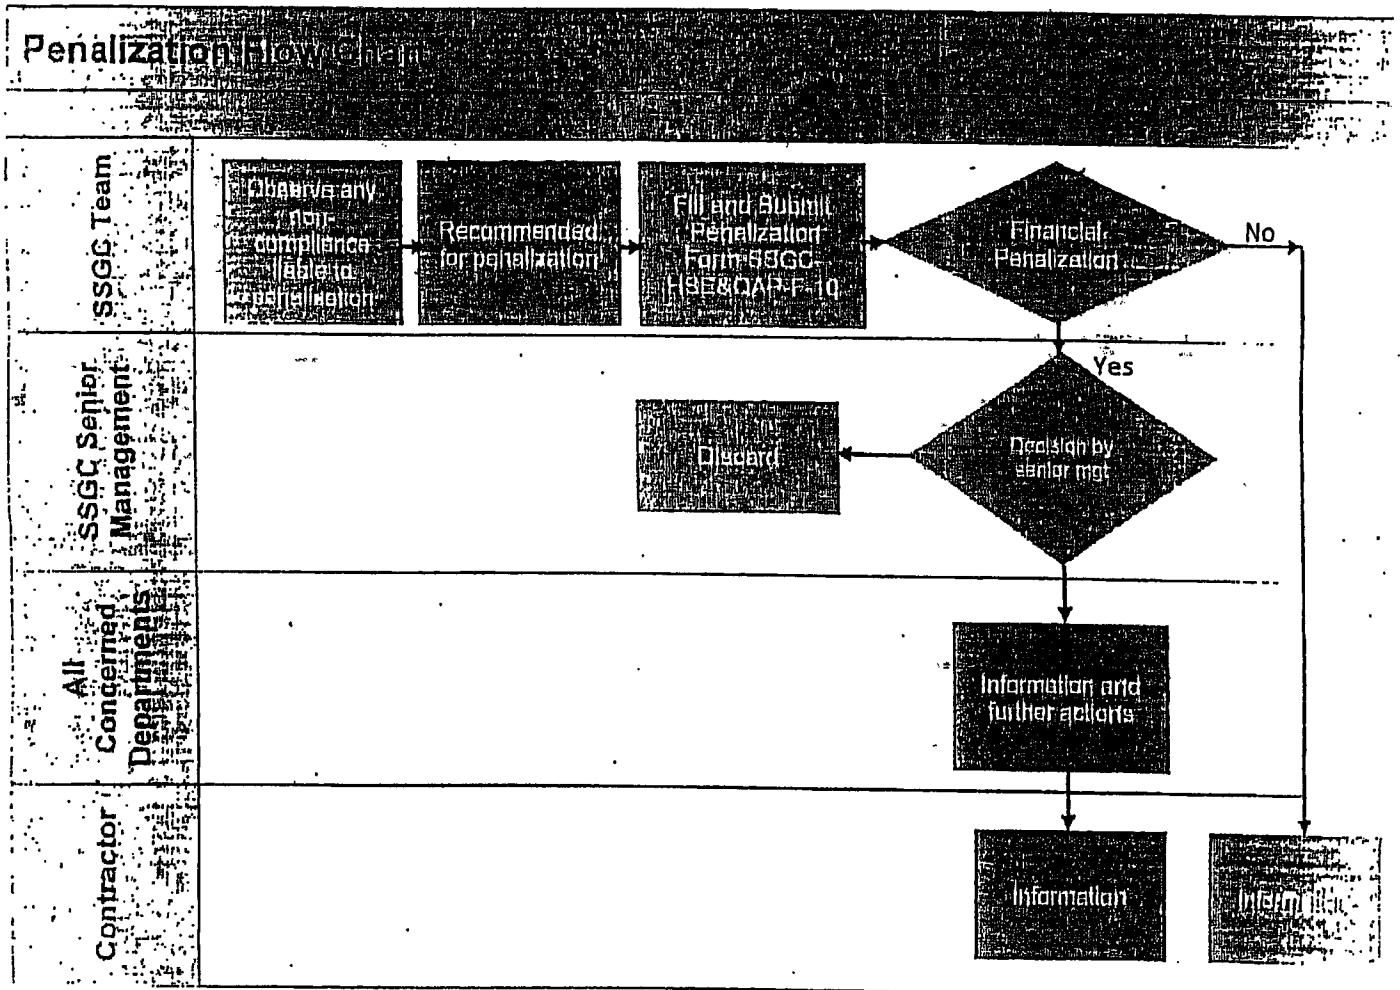 Penalization Flow Chart
SSGC Team
Observe any
non-
compliance
liable to
penalization
Recommended
for penalization
Fill and Submit
Penalization
Form-SSGC-
HSE&QAP-F-10
Financial
Penalization
No
Yes
SSGC Senior
Management
Discard
Decision by
senior mgt
All
Concerned
Departments
Information and
further actions
Contractor
Information